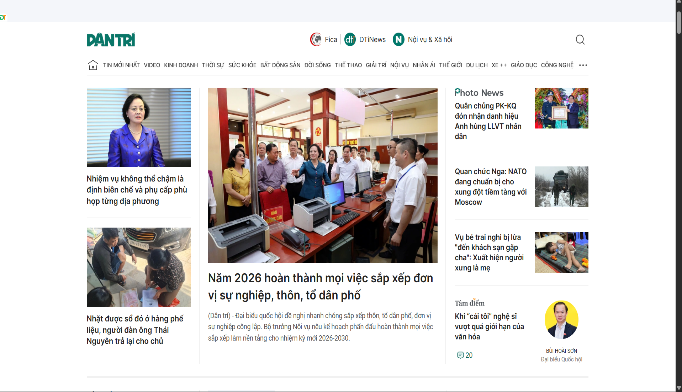 DÂN TRÍ
Fica
dt DTiNews
N Nội vụ & Xã hội
TIN MỚI NHẤT VIDEO KINH DOANH THỜI SỰ SỨC KHỎE BẤT ĐỘNG SẢN ĐỜI SỐNG THỂ THAO GIẢI TRÍ NỘI VỤ NHÂN ÁI THẾ GIỚI DU LỊCH XE ++ GIÁO DỤC CÔNG NGHỆ
Nhiệm vụ không thể chậm là
định biên chế và phụ cấp phù
hợp từng địa phương
Nhặt được sổ đỏ ở hàng phế
liệu, người đàn ông Thái
Nguyên trả lại cho chủ
Năm 2026 hoàn thành mọi việc sắp xếp đơn
vị sự nghiệp, thôn, tổ dân phố
(Dân trí) - Đại biểu quốc hội đề nghị nhanh chóng sắp xếp thôn, tổ dân phố, đơn vị
sự nghiệp công lập. Bộ trưởng Nội vụ nêu kế hoạch phấn đấu hoàn thành mọi việc
sắp xếp làm nền tảng cho nhiệm kỳ mới 2026-2030.
Photo News
Quân chủng PK-KQ
đón nhận danh hiệu
Anh hùng LLVT nhân
dân
Quan chức Nga: NATO
đang chuẩn bị cho
xung đột tiềm tàng với
Moscow
Vụ bé trai nghi bị lừa
"đến khách sạn gặp
cha": Xuất hiện người
xưng là mẹ
Tâm điểm
Khi "cái tôi" nghệ sĩ
vượt quá giới hạn của
văn hóa
20
BÙI HOÀI SƠN
Đại biểu Quốc hội